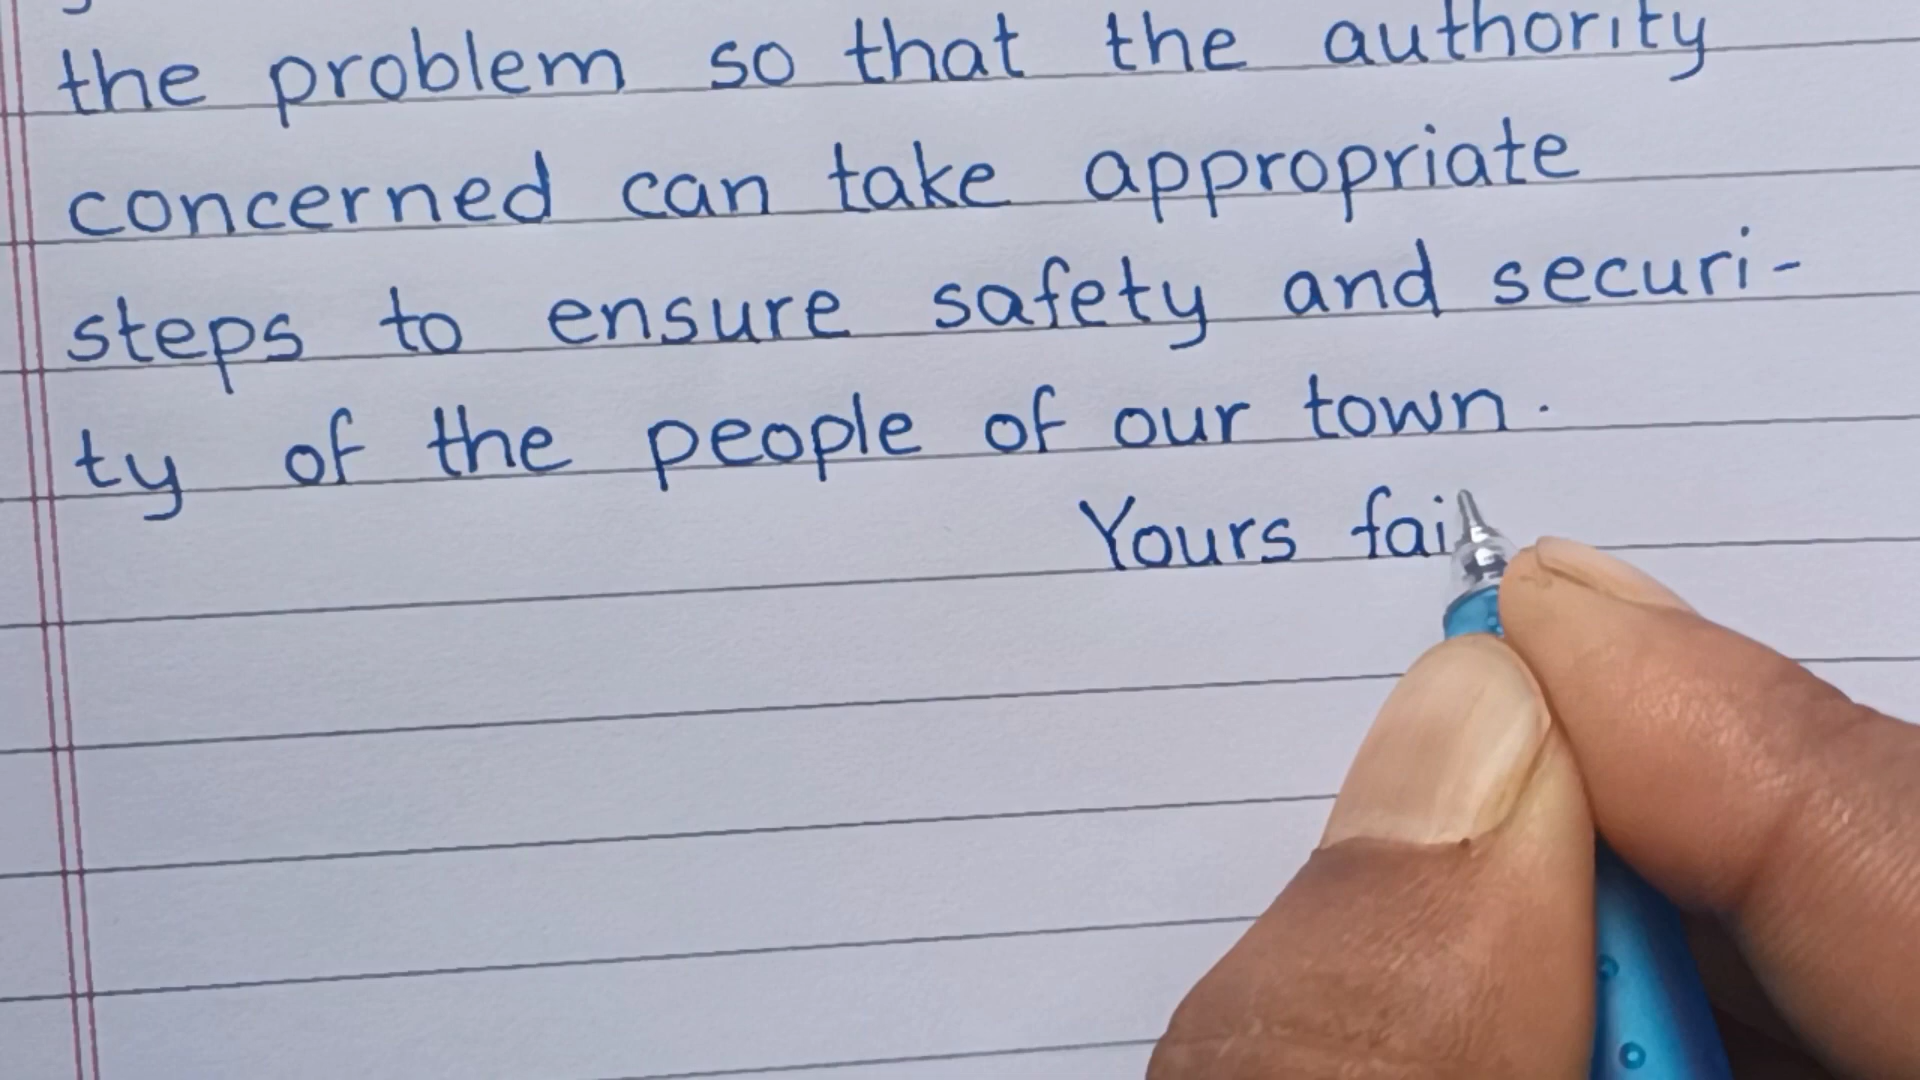 the problem so that the authority
concerned can take appropriate
steps to ensure safety and securi-
ty of the people of our town.
Yours fai